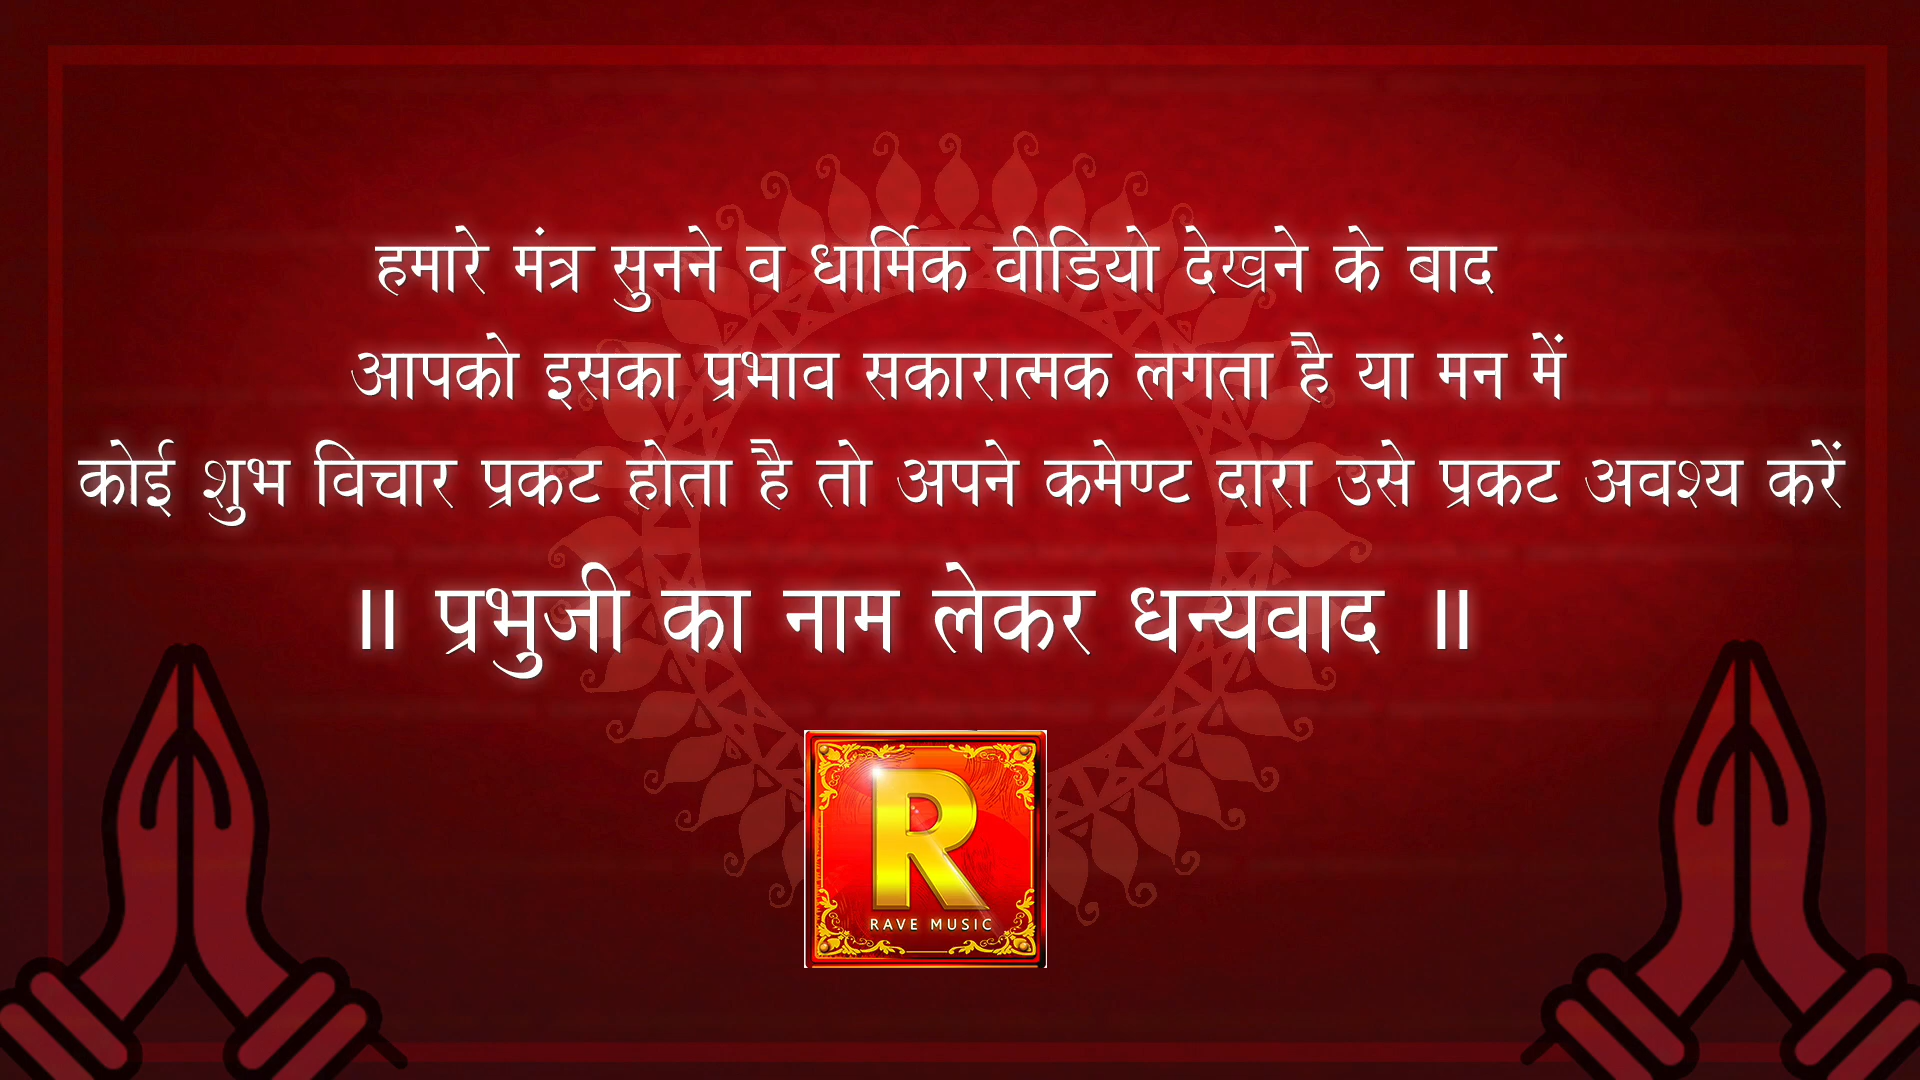 हमारे मंत्र सुनने व धार्मिक वीडियो देखने के बाद
आपको इसका प्रभाव सकारात्मक लगता है या मन में
कोई शुभ विचार प्रकट होता है तो अपने कमेण्ट दारा उसे प्रकट अवश्य करें
॥ प्रभुजी का नाम लेकर धन्यवाद ॥
R
RAVE MUSIC